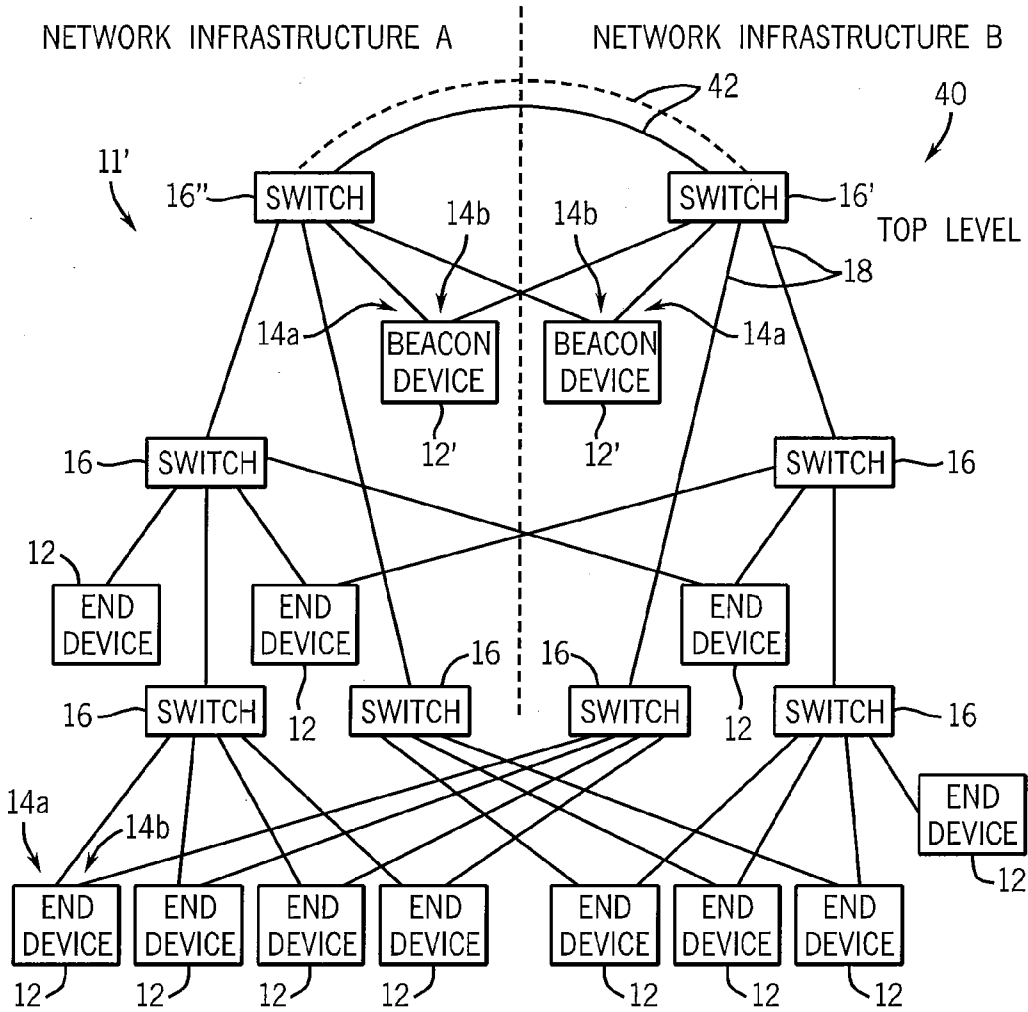 NETWORK INFRASTRUCTURE A
NETWORK INFRASTRUCTURE B
42
40
11'
16"
SWITCH
14b
14b
SWITCH
16'
TOP LEVEL
18
14a
BEACON
DEVICE
BEACON
DEVICE
14a
12'
12'
16
SWITCH
SWITCH
16
12
END
DEVICE
END
DEVICE
END
DEVICE
16
16
16
SWITCH
12
SWITCH
SWITCH
12
SWITCH
16
14a
14b
END
DEVICE
12
END
DEVICE
END
DEVICE
END
DEVICE
END
DEVICE
END
DEVICE
END
DEVICE
END
DEVICE
12
12
12
12
12
12
12